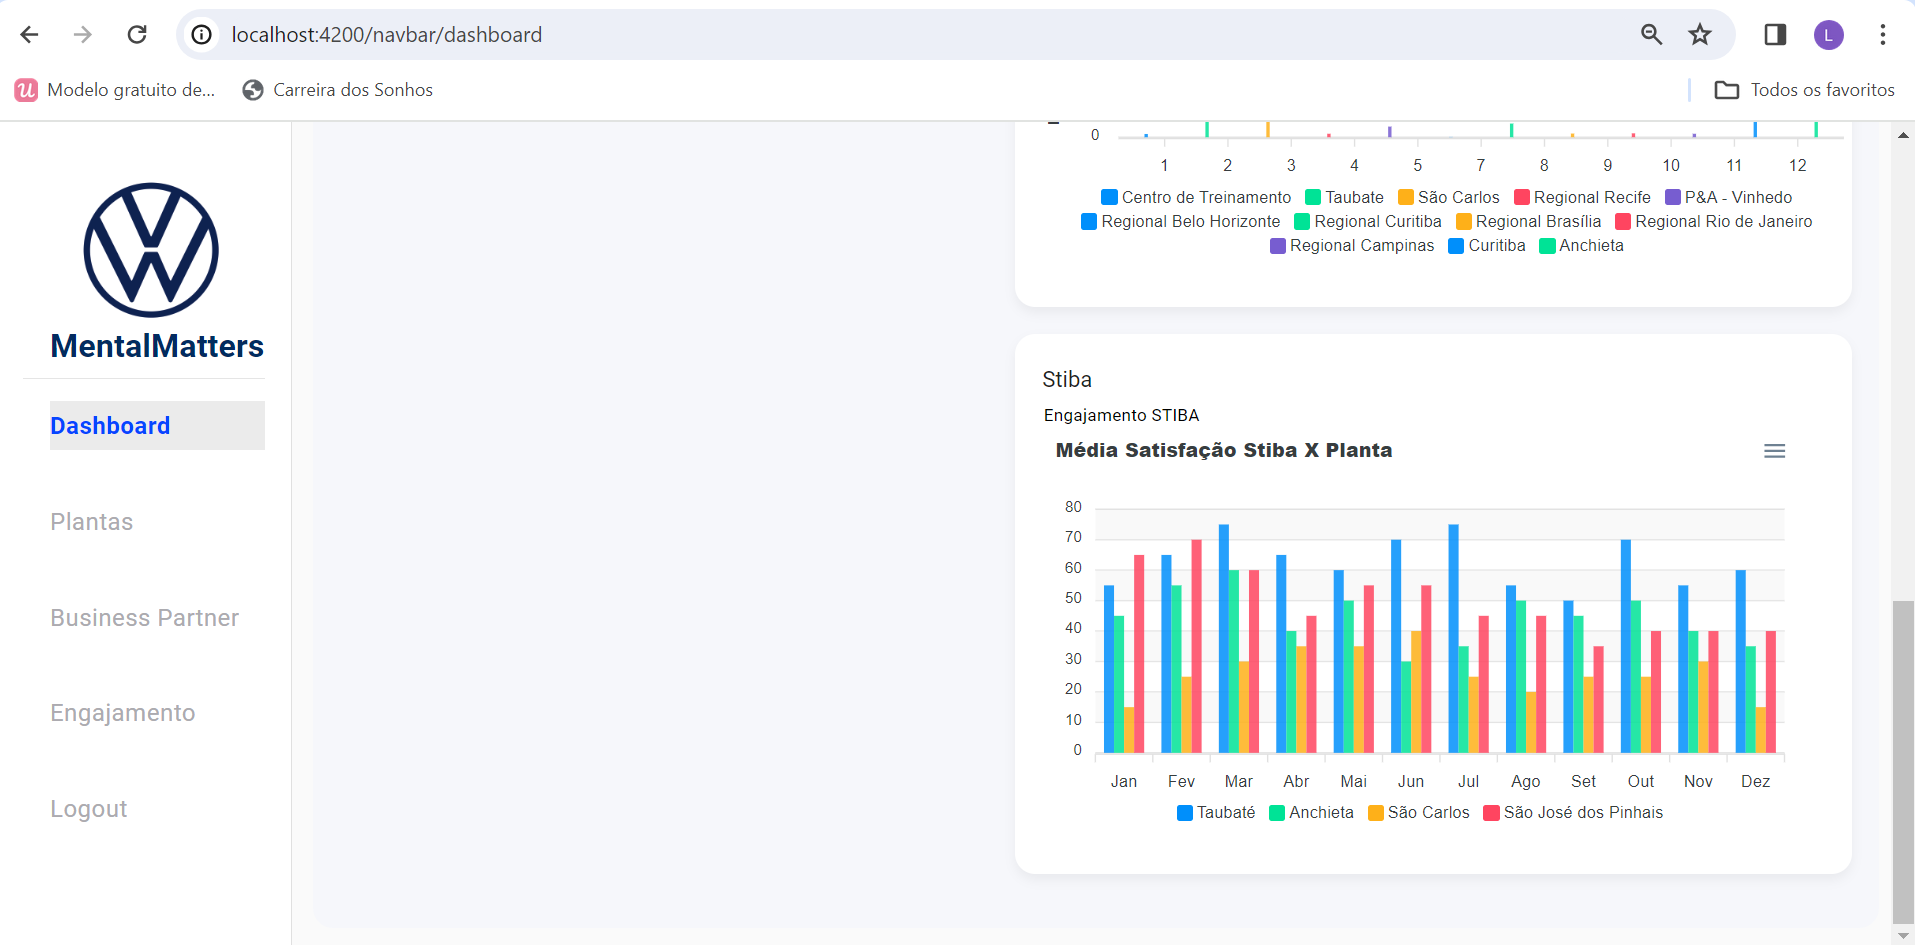 localhost:4200/navbar/dashboard
L
Modelo gratuito de...
Carreira dos Sonhos
Todos os favoritos
MentalMatters
Dashboard
Plantas
Business Partner
Engajamento
Logout
0
1 2 3 4 5 7 8 9 10 11 12
Centro de Treinamento Taubate São Carlos Regional Recife P&A - Vinhedo
Regional Belo Horizonte Regional Curitiba Regional Brasília Regional Rio de Janeiro
Regional Campinas Curitiba Anchieta
Stiba
Engajamento STIBA
Média Satisfação Stiba X Planta
80
70
60
50
40
30
20
10
0
Jan Fev Mar Abr Mai Jun Jul Ago Set Out Nov Dez
Taubaté Anchieta São Carlos São José dos Pinhais